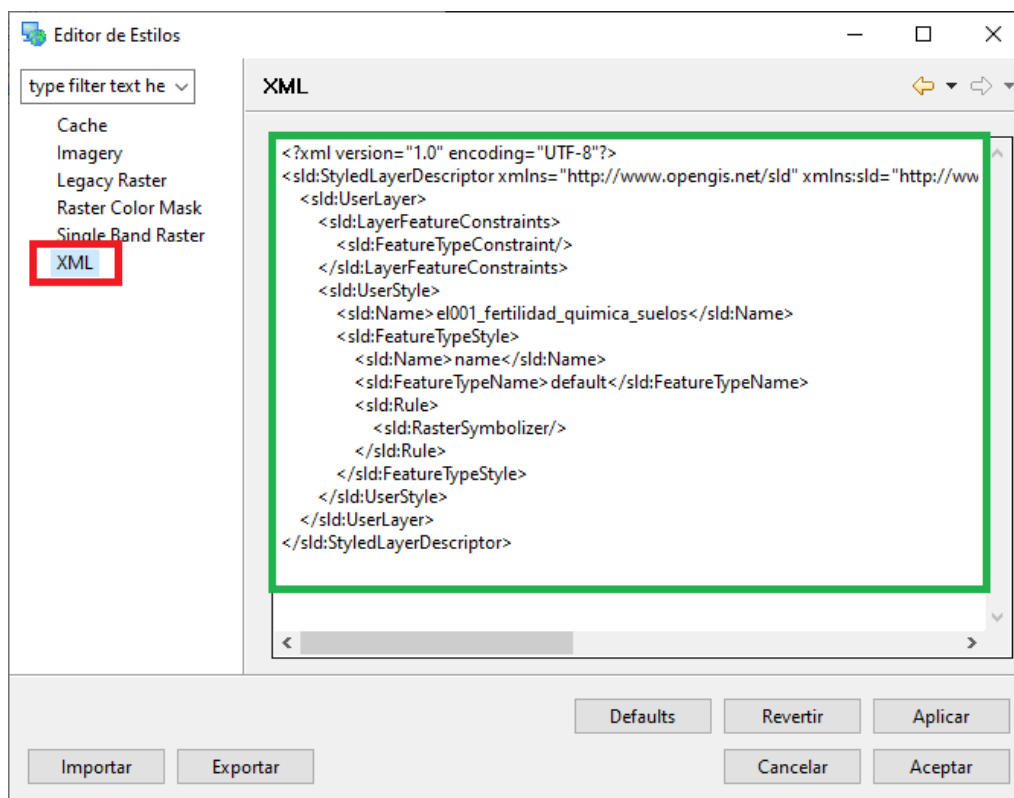 Editor de Estilos
type filter text he
Cache
Imagery
Legacy Raster
Raster Color Mask
Single Band Raster
XML
XML
<?xml version="1.0" encoding="UTF-8"?>
<sld:StyledLayerDescriptor xmlns="http://www.opengis.net/sld" xmlns:sld="http://ww
<sld:UserLayer>
<sld:LayerFeatureConstraints>
<sld:FeatureTypeConstraint/>
</sld:LayerFeatureConstraints>
<sld:UserStyle>
<sld:Name>el001_fertilidad_quimica_suelos</sld:Name>
<sld:FeatureTypeStyle>
<sld:Name>name</sld:Name>
<sld:FeatureTypeName>default</sld:FeatureTypeName>
<sld:Rule>
<sld:RasterSymbolizer/>
</sld:Rule>
</sld:FeatureTypeStyle>
</sld:UserStyle>
</sld:UserLayer>
</sld:StyledLayerDescriptor>
Defaults Revertir Aplicar
Importar Exportar Cancelar Aceptar